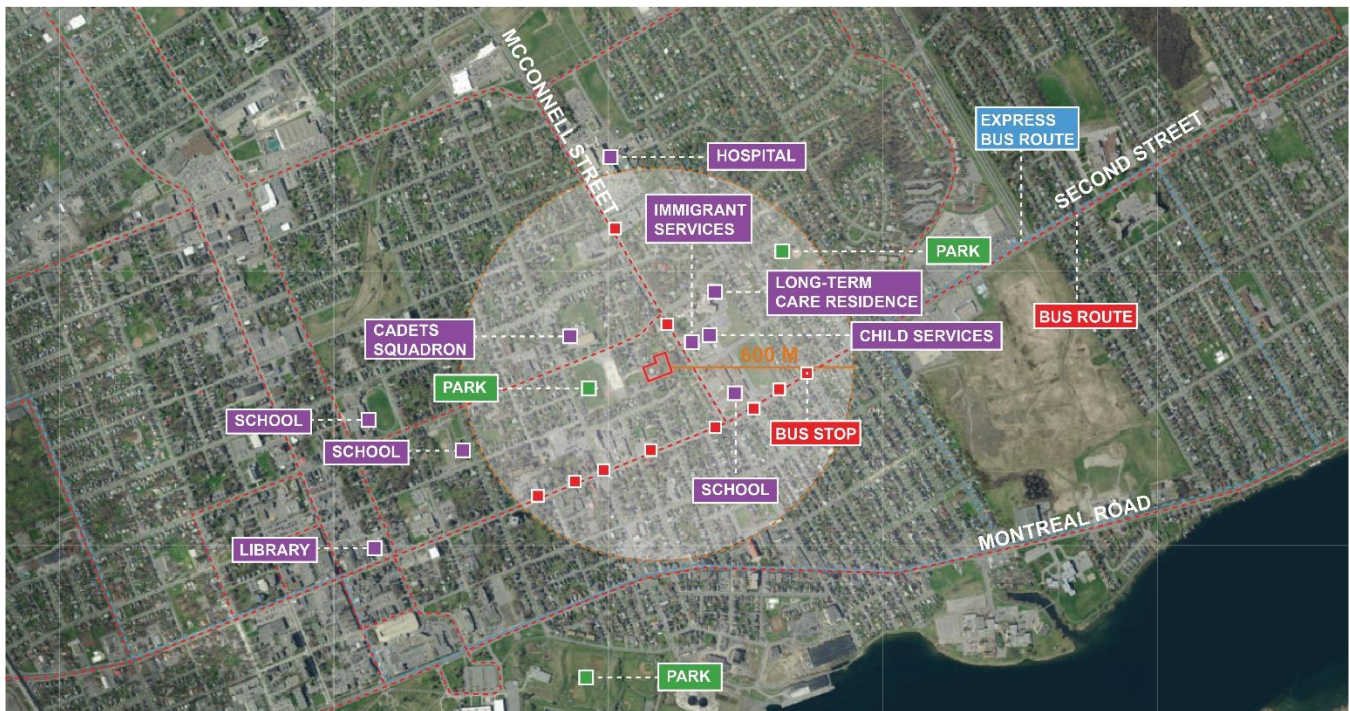 MCCONNELL STREET
HOSPITAL
EXPRESS
BUS ROUTE
SECOND STREET
IMMIGRANT
SERVICES
PARK
LONG-TERM
CARE RESIDENCE
BUS ROUTE
CADETS
SQUADRON
CHILD SERVICES
600 M
PARK
SCHOOL
BUS STOP
SCHOOL
SCHOOL
MONTREAL ROAD
LIBRARY
PARK